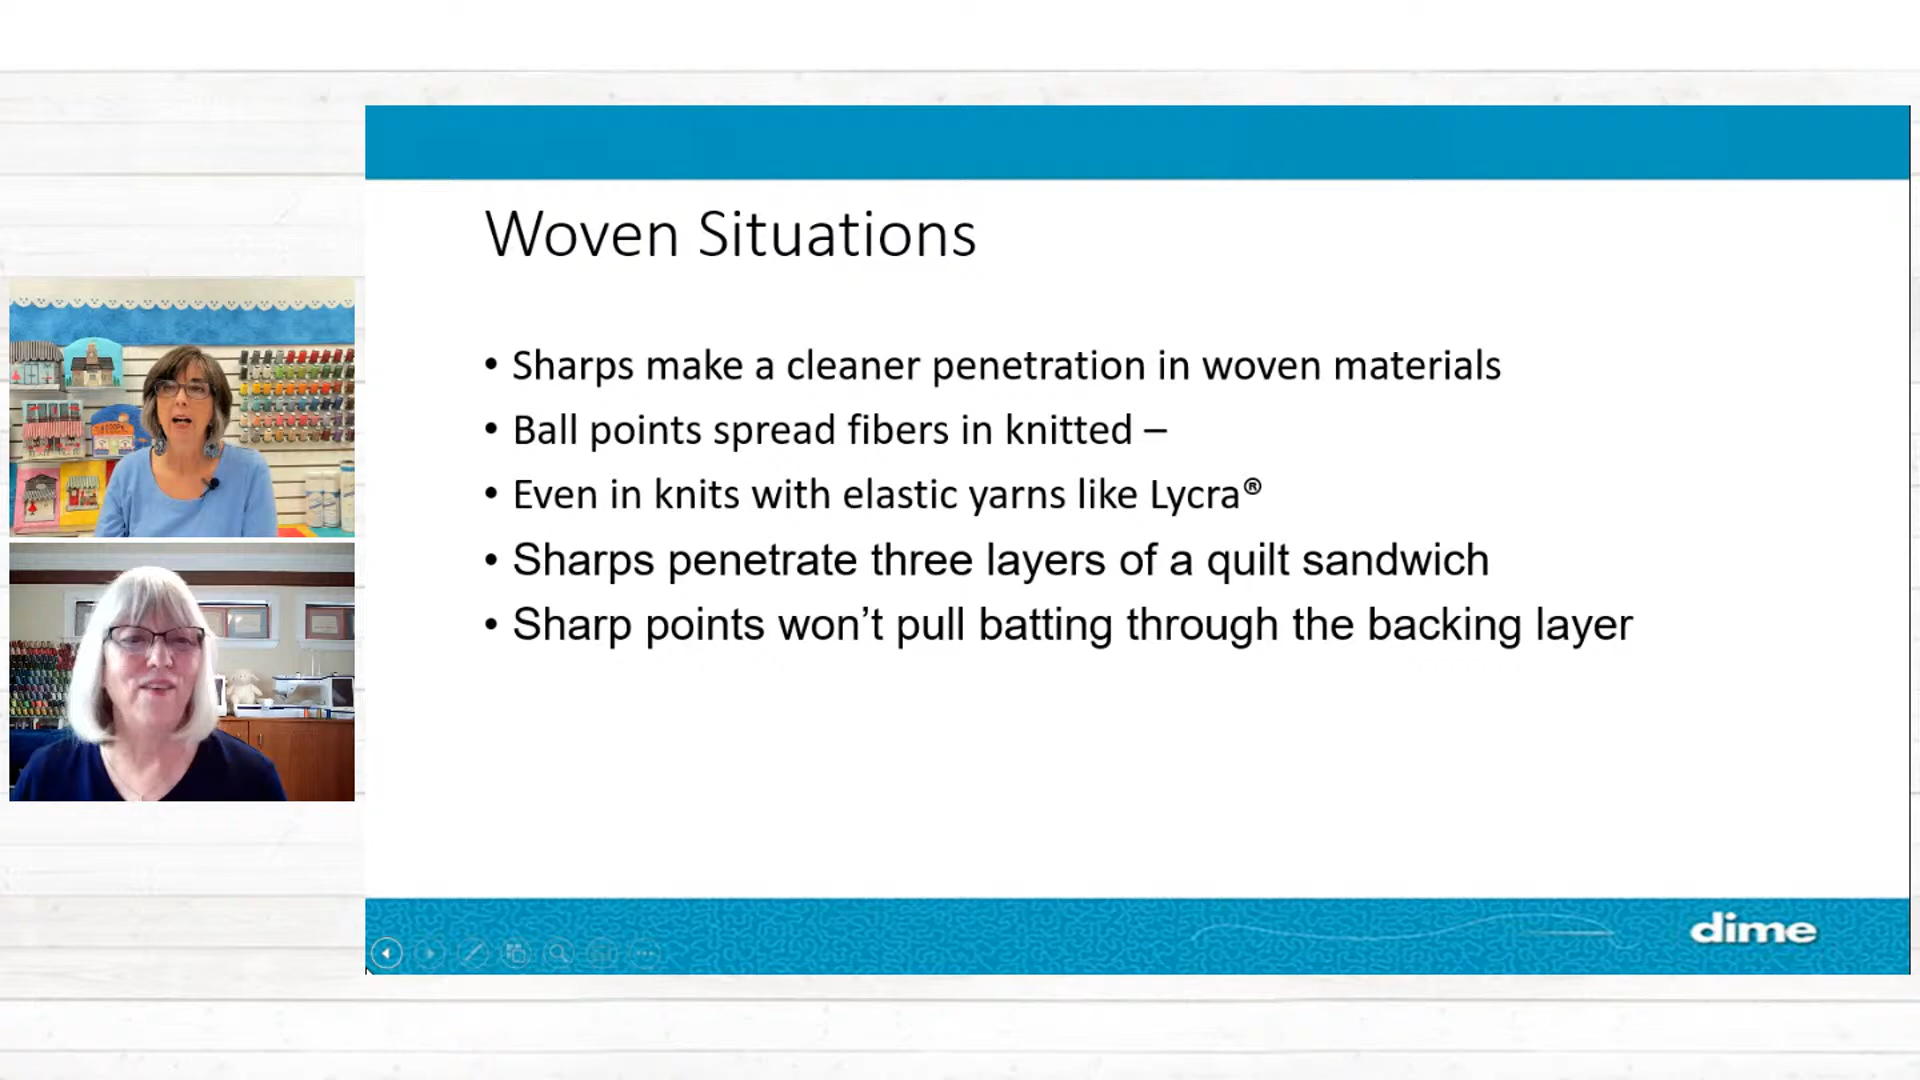 Woven Situations
• Sharps make a cleaner penetration in woven materials
• Ball points spread fibers in knitted –
• Even in knits with elastic yarns like Lycra®
• Sharps penetrate three layers of a quilt sandwich
• Sharp points won’t pull batting through the backing layer
dime